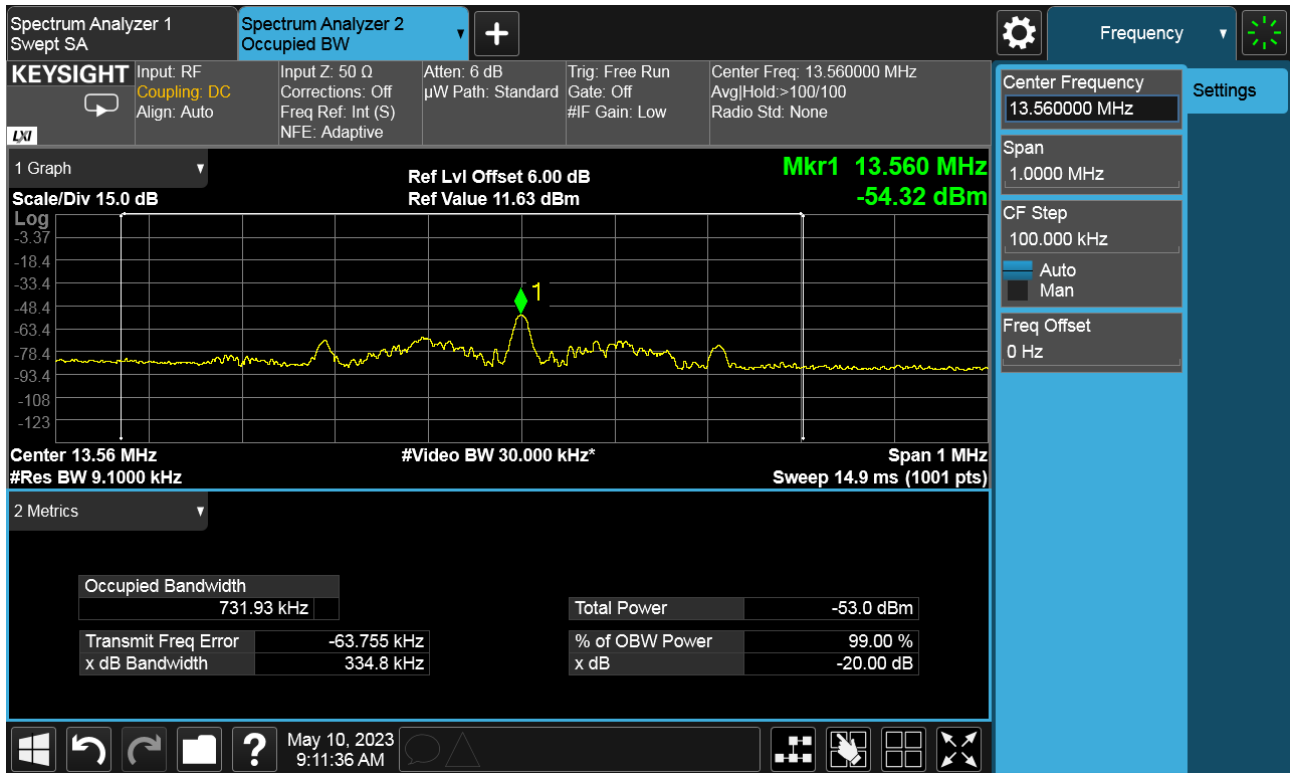 Spectrum Analyzer 1
Swept SA
Spectrum Analyzer 2
Occupied BW
+
Frequency
KEYSIGHT
LXI
Input: RF
Coupling: DC
Align: Auto
Input Z: 50 Ω
Corrections: Off
Freq Ref: Int (S)
NFE: Adaptive
Atten: 6 dB
µW Path: Standard
Trig: Free Run
Gate: Off
#IF Gain: Low
Center Freq: 13.560000 MHz
Avg|Hold:>100/100
Radio Std: None
Center Frequency
13.560000 MHz
Settings
Span
1.0000 MHz
CF Step
100.000 kHz
Auto
Man
Freq Offset
0 Hz
1 Graph
Scale/Div 15.0 dB
Ref Lvl Offset 6.00 dB
Ref Value 11.63 dBm
Mkr1 13.560 MHz
-54.32 dBm
Log
-3.37
-18.4
-33.4
-48.4
-63.4
-78.4
-93.4
-108
-123
1
Center 13.56 MHz
#Res BW 9.1000 kHz
#Video BW 30.000 kHz*
Span 1 MHz
Sweep 14.9 ms (1001 pts)
2 Metrics
Occupied Bandwidth
731.93 kHz
Total Power -53.0 dBm
Transmit Freq Error -63.755 kHz
% of OBW Power 99.00 %
x dB Bandwidth 334.8 kHz
x dB -20.00 dB
?
May 10, 2023
9:11:36 AM